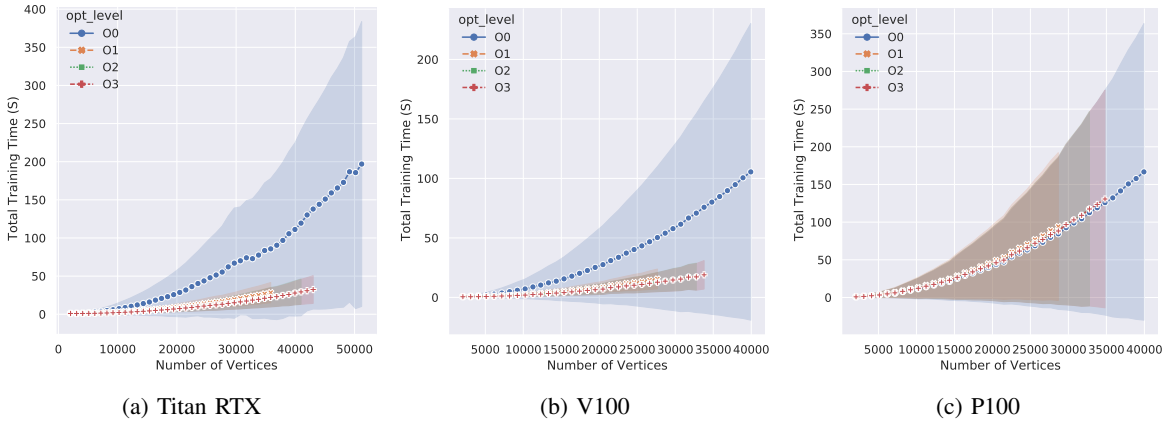 opt_level
O0
O1
O2
O3
Total Training Time (S)
400
350
300
250
200
150
100
50
0
0 10000 20000 30000 40000 50000
Number of Vertices
(a) Titan RTX
opt_level
O0
O1
O2
O3
Total Training Time (S)
200
150
100
50
0
5000 10000 15000 20000 25000 30000 35000 40000
Number of Vertices
(b) V100
opt_level
O0
O1
O2
O3
Total Training Time (S)
350
300
250
200
150
100
50
0
5000 10000 15000 20000 25000 30000 35000 40000
Number of Vertices
(c) P100